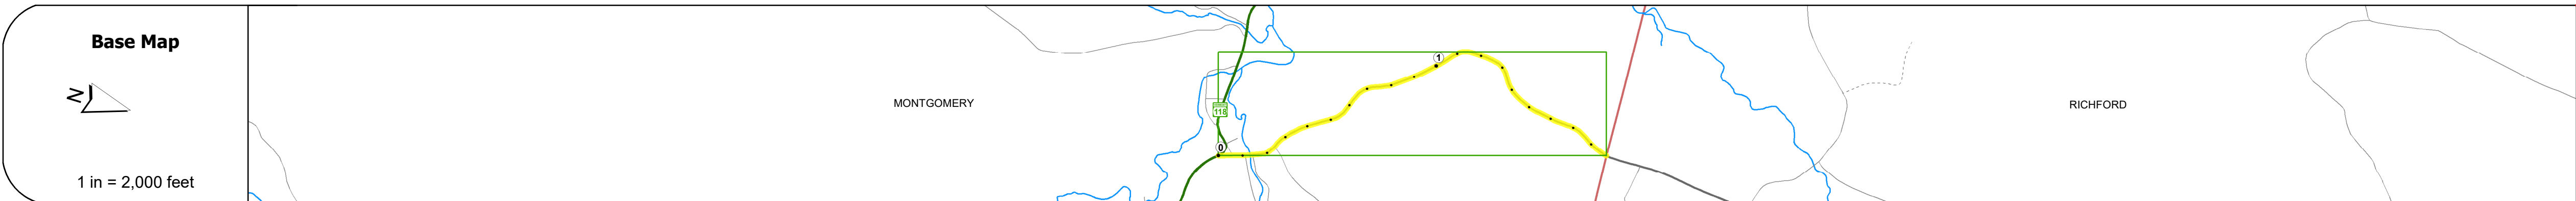 Base Map
N
1 in = 2,000 feet
MONTGOMERY
118
0
1
RICHFORD